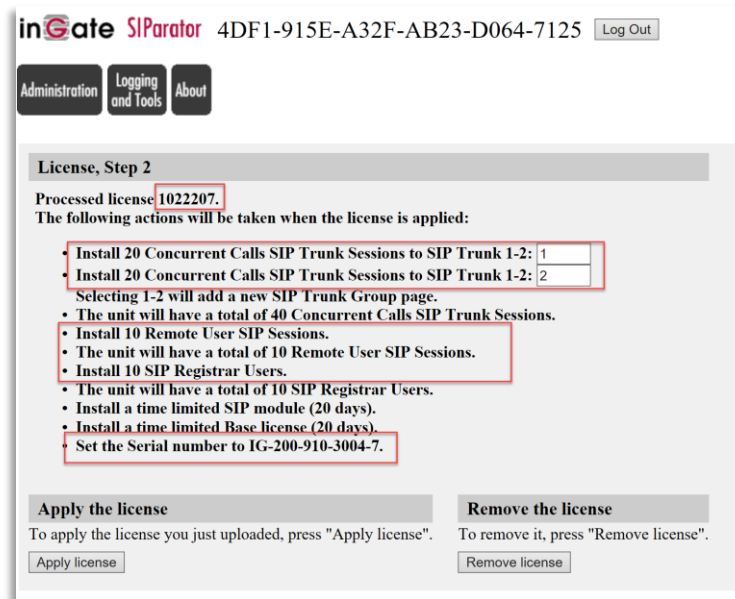 inGate SIParator 4DF1-915E-A32F-AB23-D064-7125 Log Out
Administration Logging and Tools About
License, Step 2
Processed license 1022207.
The following actions will be taken when the license is applied:
• Install 20 Concurrent Calls SIP Trunk Sessions to SIP Trunk 1-2: 1
• Install 20 Concurrent Calls SIP Trunk Sessions to SIP Trunk 1-2: 2
Selecting 1-2 will add a new SIP Trunk Group page.
• The unit will have a total of 40 Concurrent Calls SIP Trunk Sessions.
• Install 10 Remote User SIP Sessions.
• The unit will have a total of 10 Remote User SIP Sessions.
• Install 10 SIP Registrar Users.
• The unit will have a total of 10 SIP Registrar Users.
• Install a time limited SIP module (20 days).
• Install a time limited Base license (20 days).
• Set the Serial number to IG-200-910-3004-7.
Apply the license
To apply the license you just uploaded, press "Apply license".
Apply license
Remove the license
To remove it, press "Remove license".
Remove license